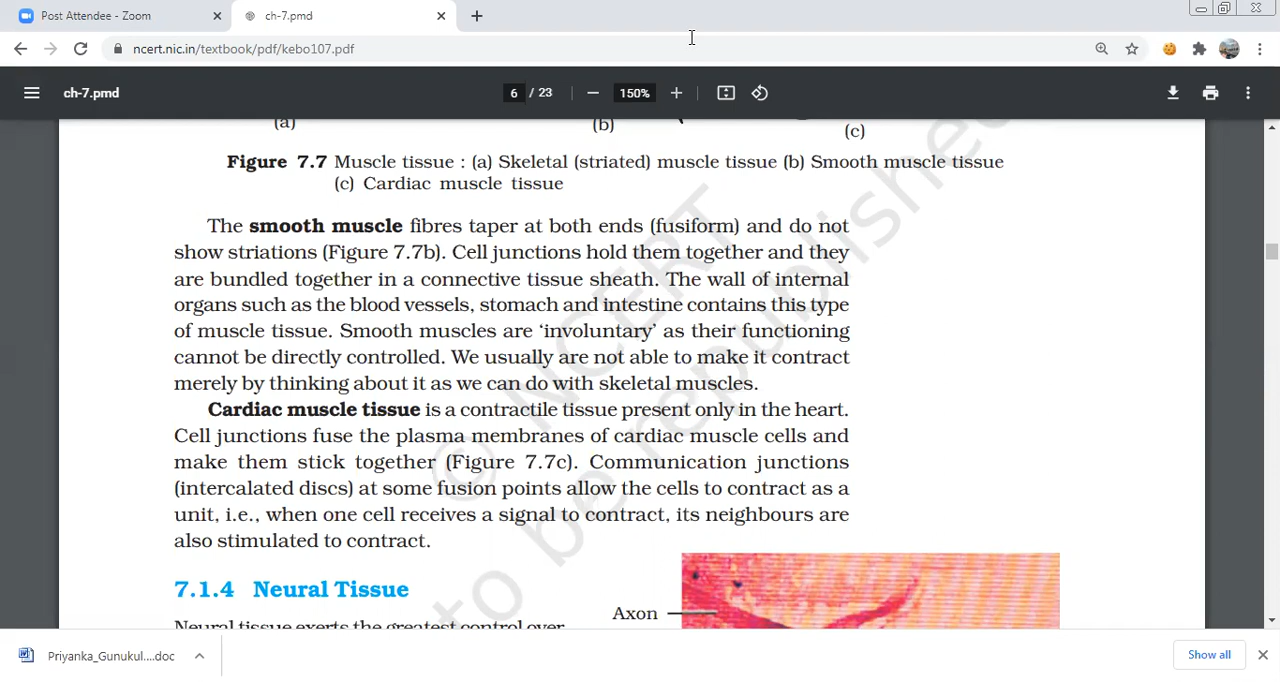 Post Attendee - Zoom
ch-7.pmd
ncert.nic.in/textbook/pdf/kebo107.pdf
ch-7.pmd
6 / 23
150%
(a)
(b)
(c)
Figure 7.7 Muscle tissue : (a) Skeletal (striated) muscle tissue (b) Smooth muscle tissue
(c) Cardiac muscle tissue
The smooth muscle fibres taper at both ends (fusiform) and do not
show striations (Figure 7.7b). Cell junctions hold them together and they
are bundled together in a connective tissue sheath. The wall of internal
organs such as the blood vessels, stomach and intestine contains this type
of muscle tissue. Smooth muscles are ‘involuntary’ as their functioning
cannot be directly controlled. We usually are not able to make it contract
merely by thinking about it as we can do with skeletal muscles.
Cardiac muscle tissue is a contractile tissue present only in the heart.
Cell junctions fuse the plasma membranes of cardiac muscle cells and
make them stick together (Figure 7.7c). Communication junctions
(intercalated discs) at some fusion points allow the cells to contract as a
unit, i.e., when one cell receives a signal to contract, its neighbours are
also stimulated to contract.
7.1.4 Neural Tissue
Neural tissue exerts the greatest control over
Axon
© NCERT
to be republished
Priyanka_Gunukul....doc
Show all